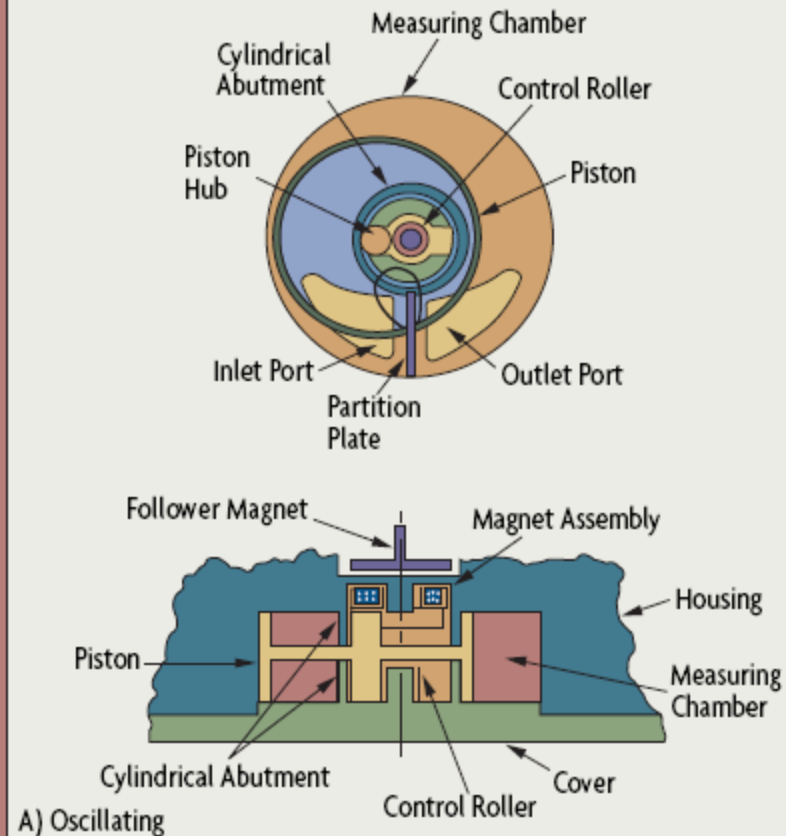 Measuring Chamber
Cylindrical
Abutment
Control Roller
Piston
Hub
Piston
Inlet Port
Outlet Port
Partition
Plate
Follower Magnet
Magnet Assembly
Housing
Piston
Measuring
Chamber
Cylindrical Abutment
Cover
Control Roller
A) Oscillating